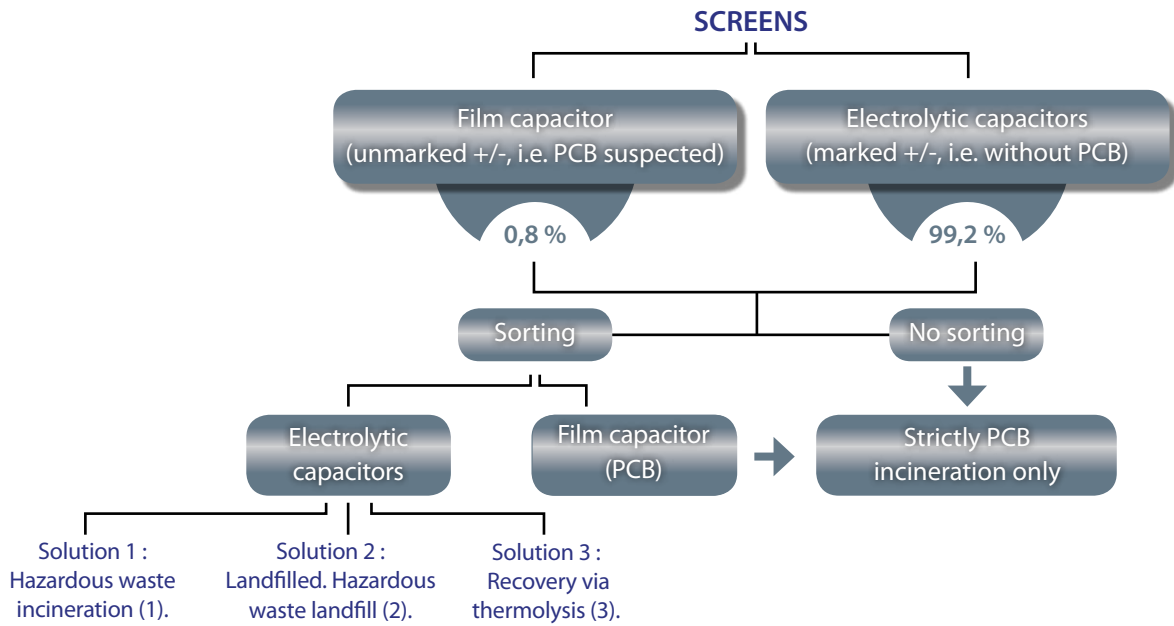 SCREENS
Film capacitor
(unmarked +/-, i.e. PCB suspected)
Electrolytic capacitors
(marked +/-, i.e. without PCB)
0,8 %
99,2 %
Sorting
No sorting
Electrolytic
capacitors
Film capacitor
(PCB)
Strictly PCB
incineration only
Solution 1 :
Hazardous waste
incineration (1).
Solution 2 :
Landfilled. Hazardous
waste landfill (2).
Solution 3 :
Recovery via
thermolysis (3).